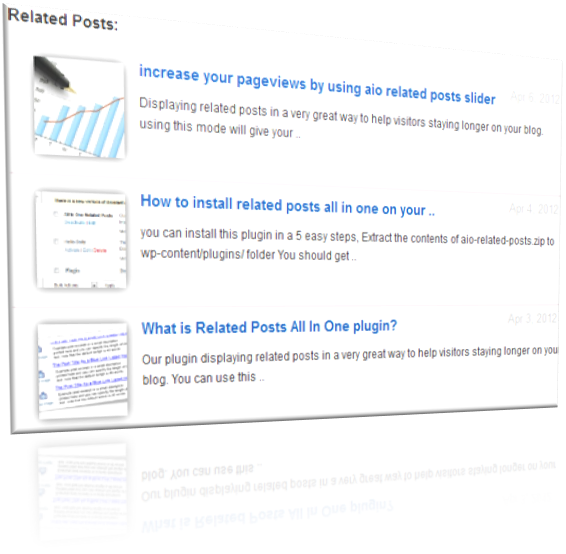 Related Posts:
increase your pageviews by using aio related posts slider
Apr 5, 2012
Displaying related posts in a very great way to help visitors staying longer on your blog.
using this mode will give your ..
How to install related posts all in one on your ..
Apr 4, 2012
you can install this plugin in a 5 easy steps, Extract the contents of aio-related-posts.zip to
wp-content/plugins/ folder You should get ..
What is Related Posts All In One plugin?
Apr 3, 2012
Our plugin displaying related posts in a very great way to help visitors staying longer on you
blog. You can use this ..